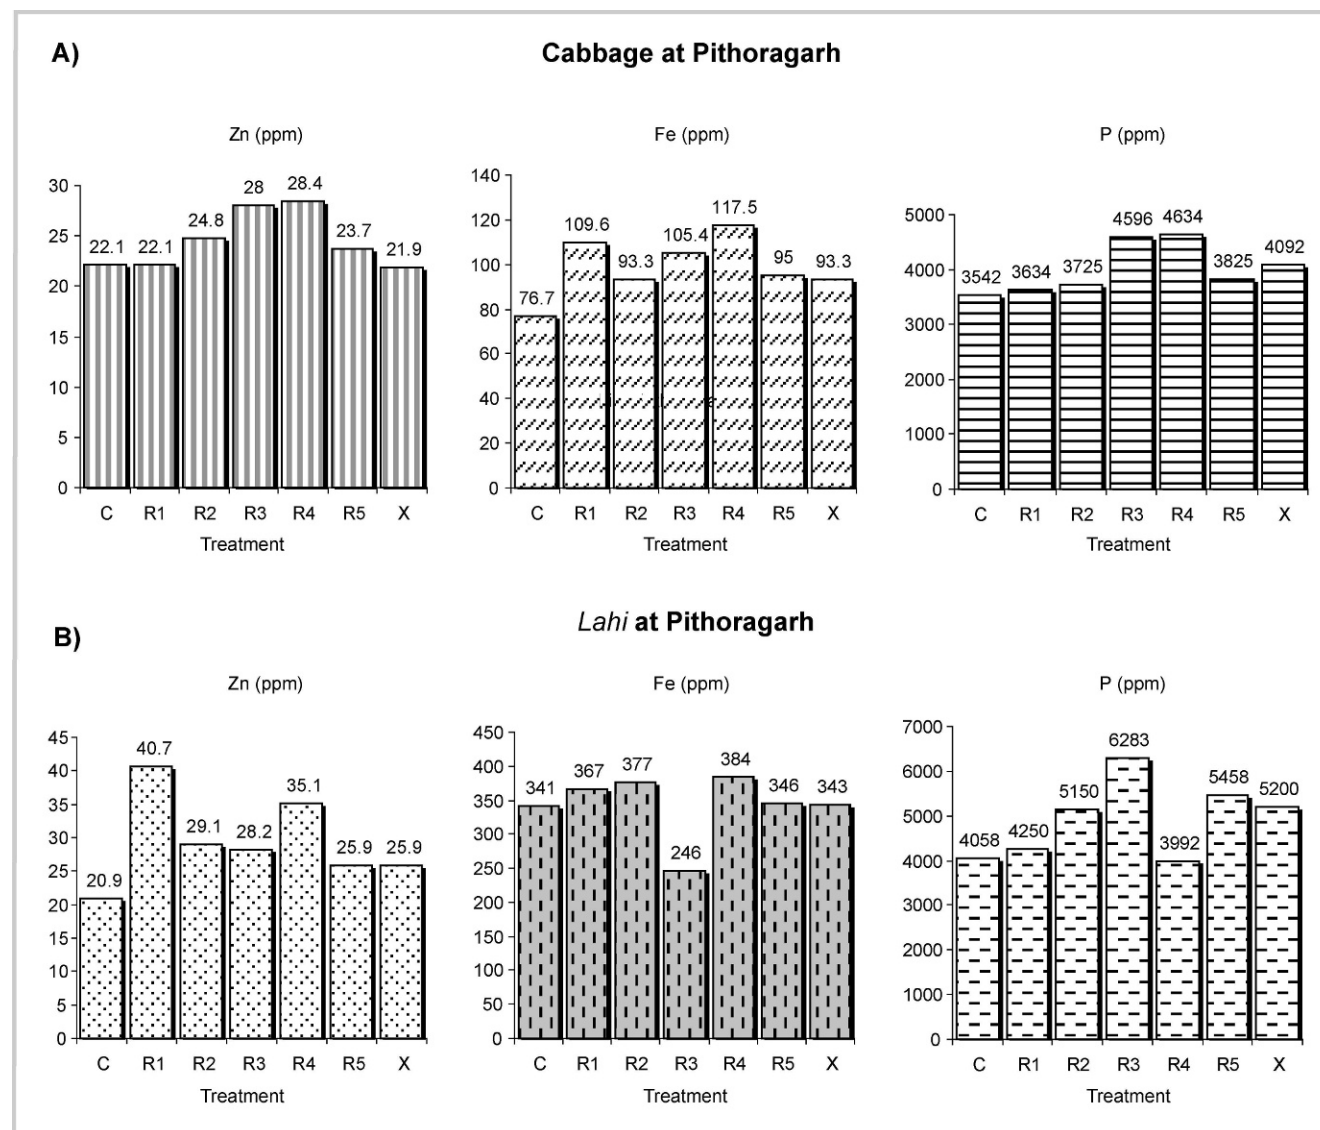 A)
Cabbage at Pithoragarh
Zn (ppm)
30
25
20
15
10
5
0
22.1 22.1 24.8 28 28.4 23.7 21.9
C R1 R2 R3 R4 R5 X
Treatment
Fe (ppm)
140
120
100
80
60
40
20
0
76.7 109.6 93.3 105.4 117.5 95 93.3
C R1 R2 R3 R4 R5 X
Treatment
P (ppm)
5000
4000
3000
2000
1000
0
3542 3634 3725 4596 4634 3825 4092
C R1 R2 R3 R4 R5 X
Treatment
B)
Lahi at Pithoragarh
Zn (ppm)
45
40
35
30
25
20
15
10
5
0
20.9 40.7 29.1 28.2 35.1 25.9 25.9
C R1 R2 R3 R4 R5 X
Treatment
Fe (ppm)
450
400
350
300
250
200
150
100
50
0
341 367 377 246 384 346 343
C R1 R2 R3 R4 R5 X
Treatment
P (ppm)
7000
6000
5000
4000
3000
2000
1000
0
4058 4250 5150 6283 3992 5458 5200
C R1 R2 R3 R4 R5 X
Treatment